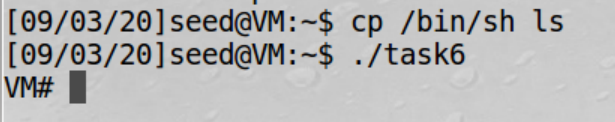 [09/03/20]seed@VM:~$ cp /bin/sh ls
[09/03/20]seed@VM:~$ ./task6
VM#